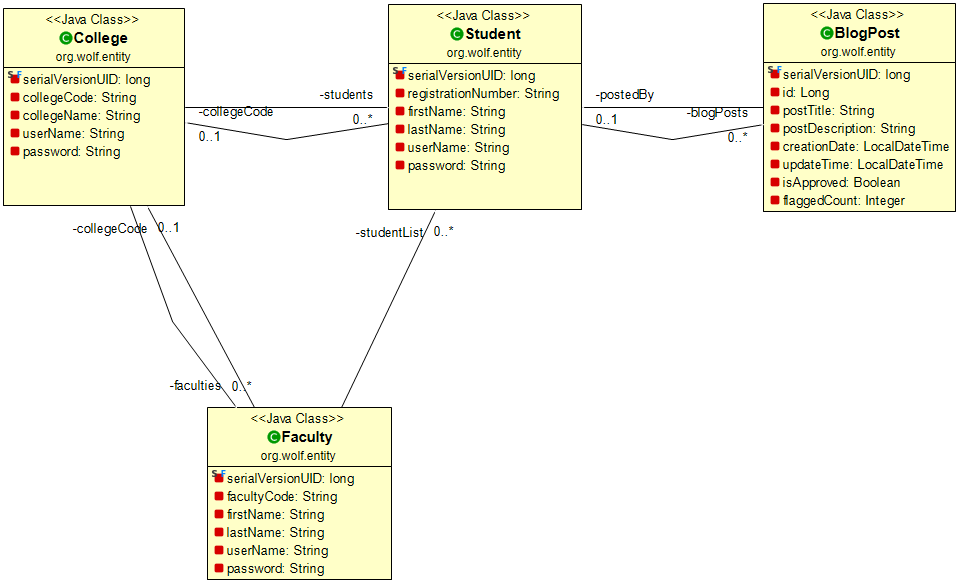 <<Java Class>>
College
org.wolf.entity
serialVersionUID: long
collegeCode: String
collegeName: String
userName: String
password: String
<<Java Class>>
Student
org.wolf.entity
serialVersionUID: long
registrationNumber: String
firstName: String
lastName: String
userName: String
password: String
<<Java Class>>
BlogPost
org.wolf.entity
serialVersionUID: long
id: Long
postTitle: String
postDescription: String
creationDate: LocalDateTime
updateTime: LocalDateTime
isApproved: Boolean
flaggedCount: Integer
-students
0..*
-collegeCode
0..1
-postedBy
0..1
-blogPosts
0..*
-collegeCode 0..1
-studentList 0..*
-faculties 0..*
<<Java Class>>
Faculty
org.wolf.entity
serialVersionUID: long
facultyCode: String
firstName: String
lastName: String
userName: String
password: String